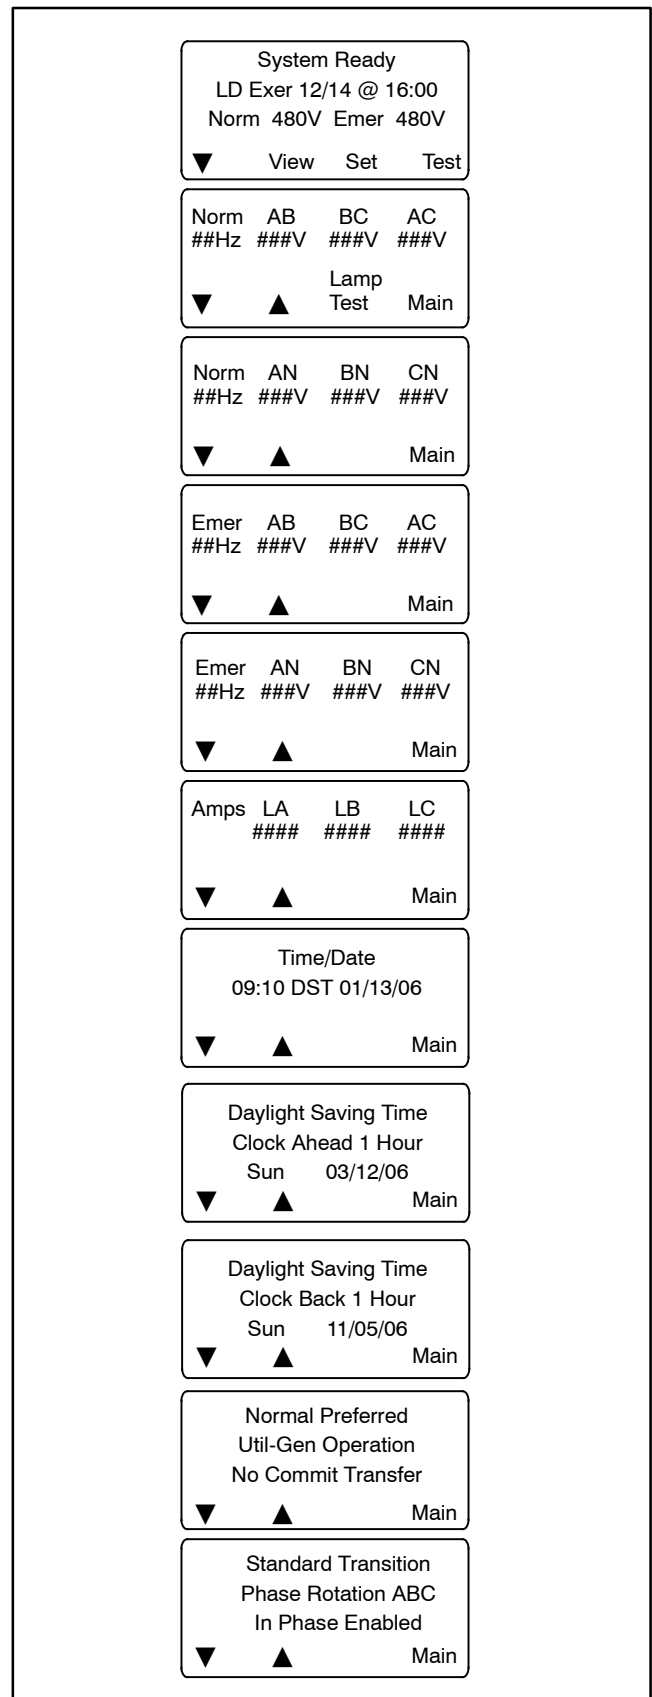 System Ready
LD Exer 12/14 @ 16:00
Norm 480V Emer 480V
▼ View Set Test
Norm AB BC AC
##Hz ###V ###V ###V
Lamp
▼ ▲ Test Main
Norm AN BN CN
##Hz ###V ###V ###V
▼ ▲ Main
Emer AB BC AC
##Hz ###V ###V ###V
▼ ▲ Main
Emer AN BN CN
##Hz ###V ###V ###V
▼ ▲ Main
Amps LA LB LC
#### #### ####
▼ ▲ Main
Time/Date
09:10 DST 01/13/06
▼ ▲ Main
Daylight Saving Time
Clock Ahead 1 Hour
Sun 03/12/06
▼ ▲ Main
Daylight Saving Time
Clock Back 1 Hour
Sun 11/05/06
▼ ▲ Main
Normal Preferred
Util-Gen Operation
No Commit Transfer
▼ ▲ Main
Standard Transition
Phase Rotation ABC
In Phase Enabled
▼ ▲ Main